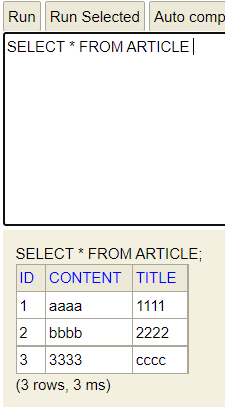 Run Run Selected Auto comp
SELECT * FROM ARTICLE
SELECT * FROM ARTICLE;
ID CONTENT TITLE
1 aaaa 1111
2 bbbb 2222
3 3333 cccc
(3 rows, 3 ms)